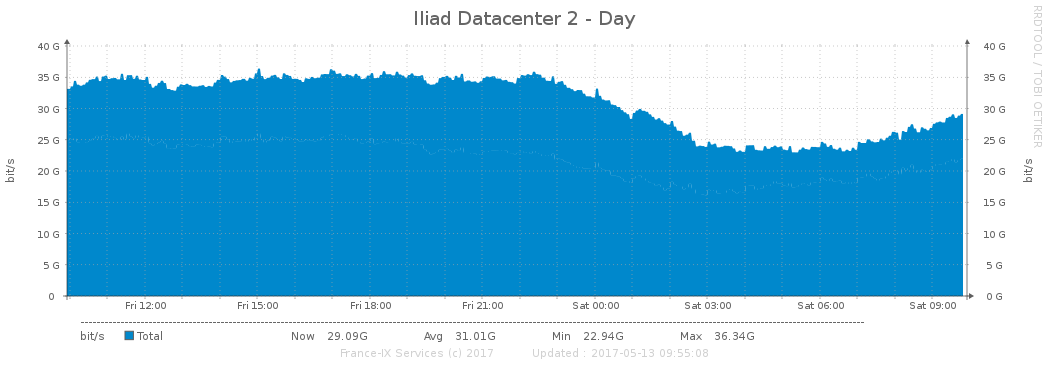 Iliad Datacenter 2 - Day
RRDTOOL / TOBI OETIKER
40 G 40 G
35 G 35 G
30 G 30 G
25 G 25 G
20 G 20 G
15 G 15 G
10 G 10 G
5 G 5 G
0 0 G
bit/s
bit/s
Fri 12:00 Fri 15:00 Fri 18:00 Fri 21:00 Sat 00:00 Sat 03:00 Sat 06:00 Sat 09:00
bit/s Total Now 29.09G Avg 31.01G Min 22.94G Max 36.34G
France-IX Services (c) 2017 Updated : 2017-05-13 09:55:08